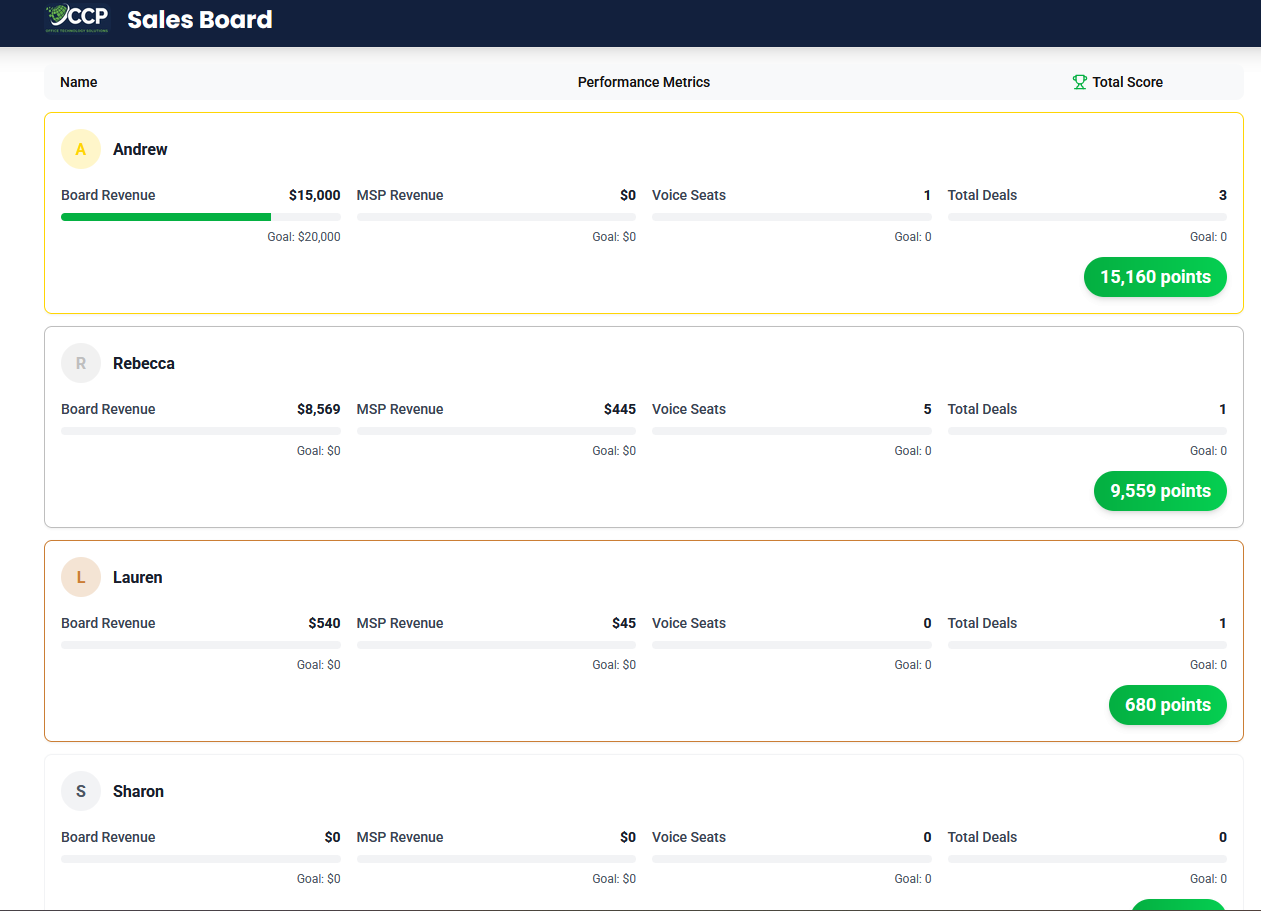 CCP Sales Board
OFFICE TECHNOLOGY SOLUTIONS
Name Performance Metrics Total Score
A Andrew
Board Revenue $15,000 MSP Revenue $0 Voice Seats 1 Total Deals 3
Goal: $20,000 Goal: $0 Goal: 0 Goal: 0
15,160 points
R Rebecca
Board Revenue $8,569 MSP Revenue $445 Voice Seats 5 Total Deals 1
Goal: $0 Goal: $0 Goal: 0 Goal: 0
9,559 points
L Lauren
Board Revenue $540 MSP Revenue $45 Voice Seats 0 Total Deals 1
Goal: $0 Goal: $0 Goal: 0 Goal: 0
680 points
S Sharon
Board Revenue $0 MSP Revenue $0 Voice Seats 0 Total Deals 0
Goal: $0 Goal: $0 Goal: 0 Goal: 0